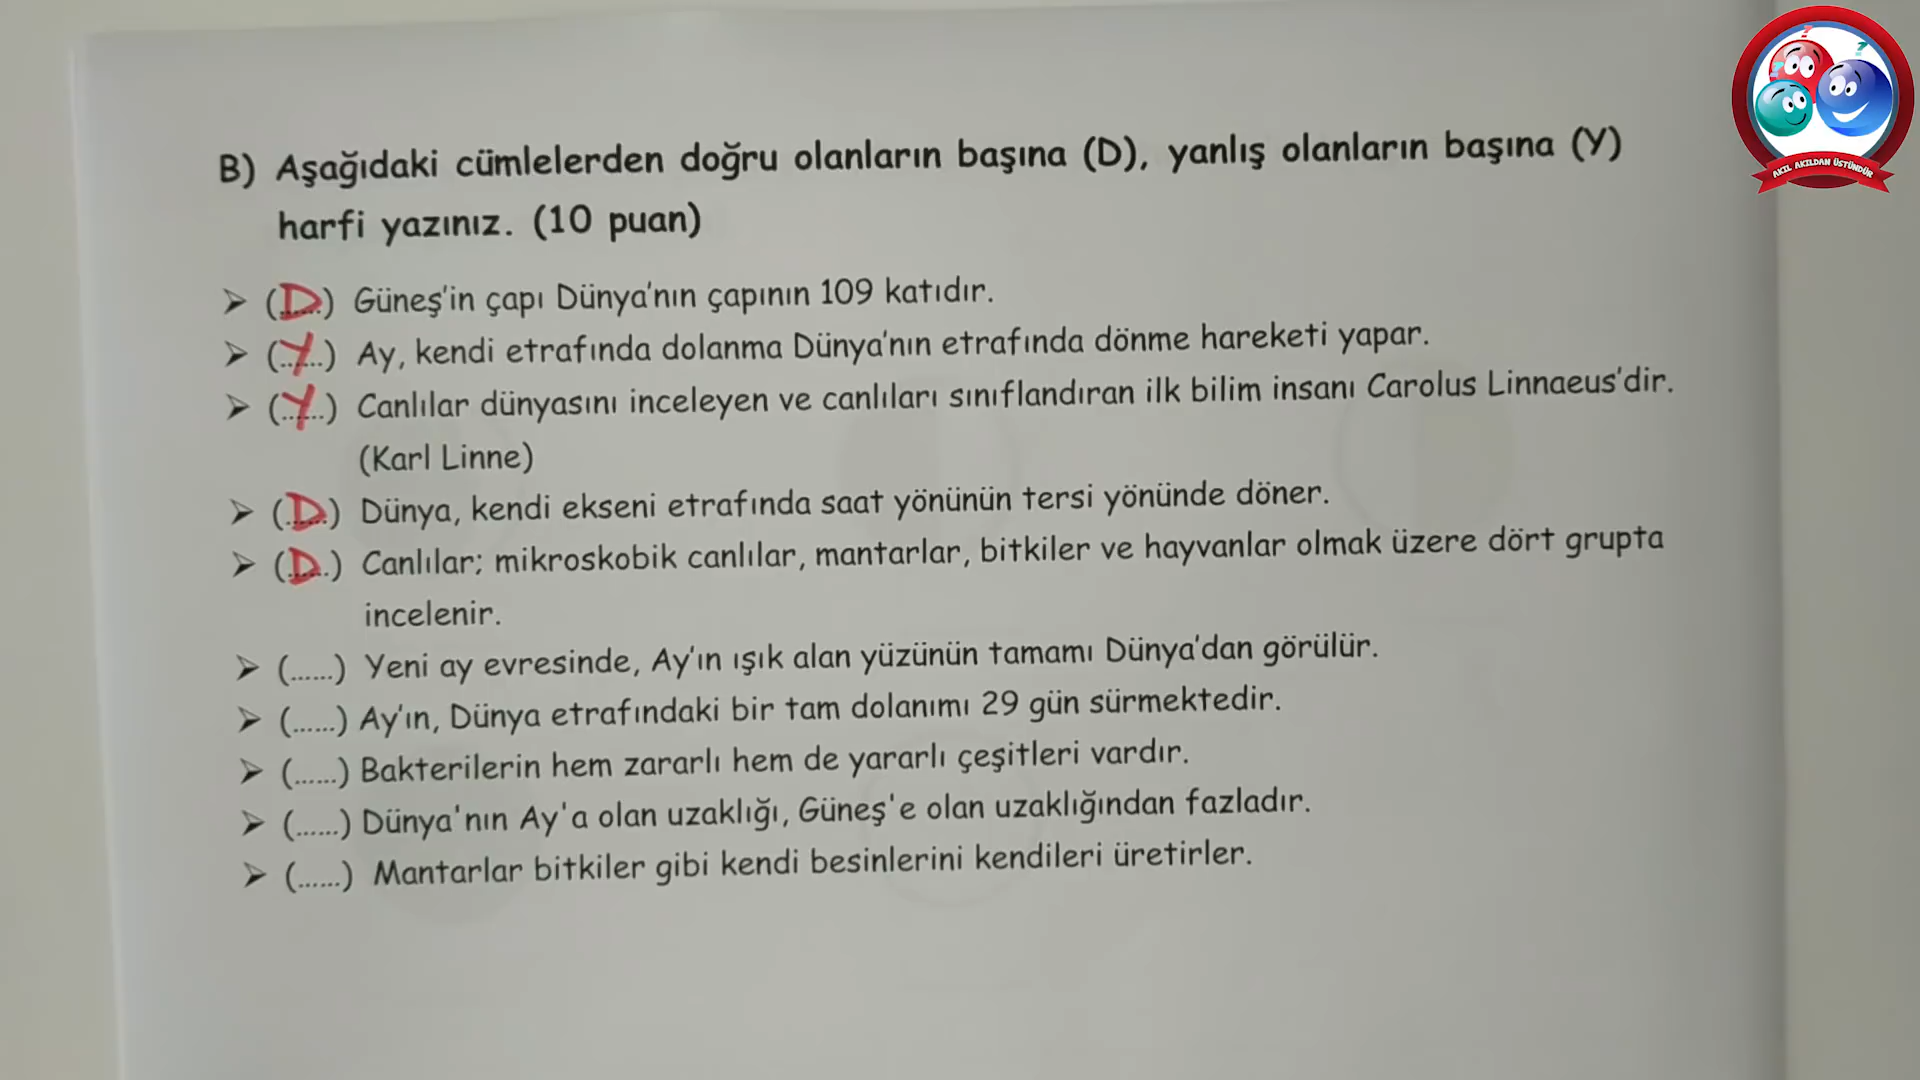 AKIL AKILDAN ÜSTÜNDÜR
B) Aşağıdaki cümlelerden doğru olanların başına (D), yanlış olanların başına (Y)
harfi yazınız. (10 puan)
➤ (D) Güneş'in çapı Dünya'nın çapının 109 katıdır.
➤ (Y) Ay, kendi etrafında dolanma Dünya'nın etrafında dönme hareketi yapar.
➤ (Y) Canlılar dünyasını inceleyen ve canlıları sınıflandıran ilk bilim insanı Carolus Linnaeus'dir.
(Karl Linne)
➤ (D) Dünya, kendi ekseni etrafında saat yönünün tersi yönünde döner.
➤ (D) Canlılar; mikroskobik canlılar, mantarlar, bitkiler ve hayvanlar olmak üzere dört grupta
incelenir.
➤ (......) Yeni ay evresinde, Ay'ın ışık alan yüzünün tamamı Dünya'dan görülür.
➤ (......) Ay'ın, Dünya etrafındaki bir tam dolanımı 29 gün sürmektedir.
➤ (......) Bakterilerin hem zararlı hem de yararlı çeşitleri vardır.
➤ (......) Dünya'nın Ay'a olan uzaklığı, Güneş'e olan uzaklığından fazladır.
➤ (......) Mantarlar bitkiler gibi kendi besinlerini kendileri üretirler.